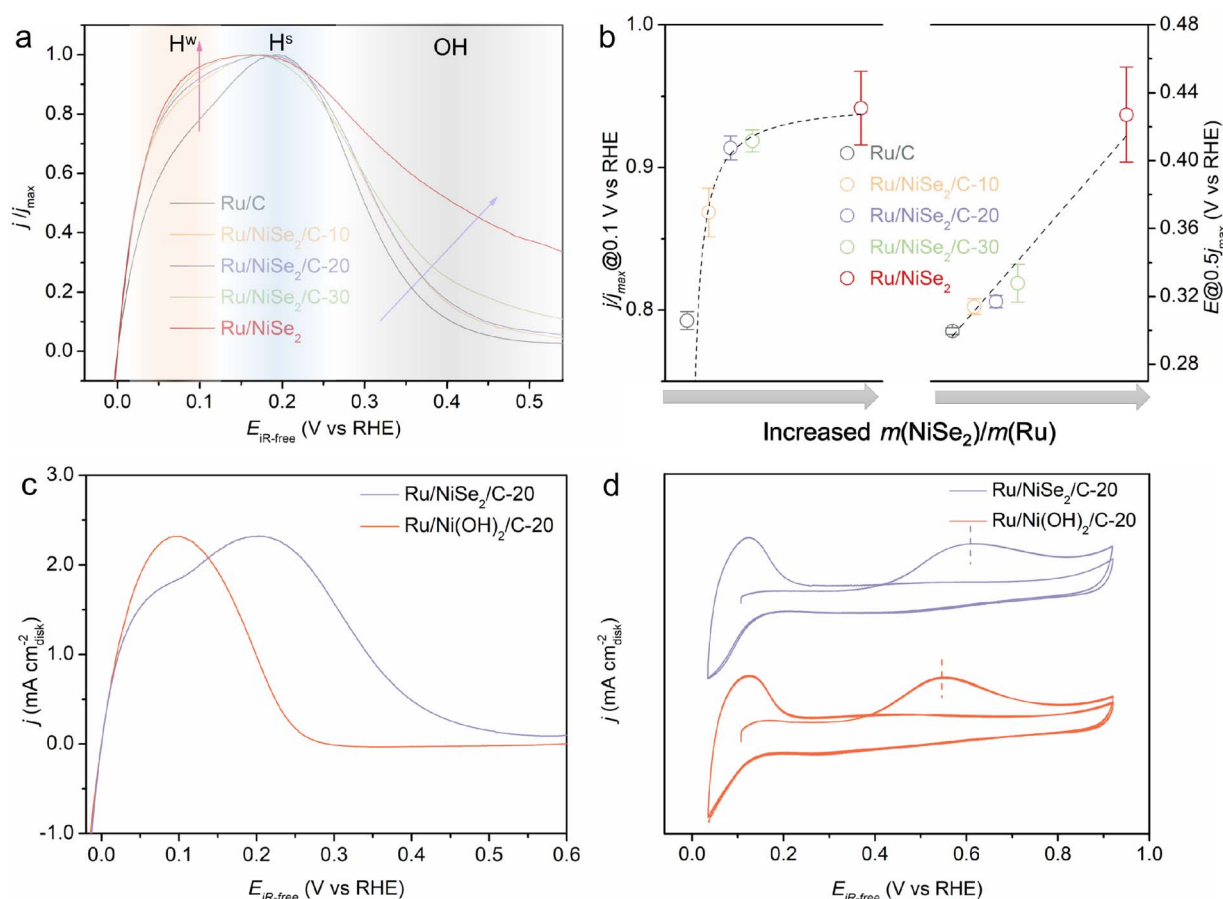 a
Hʷ
Hˢ
OH
1.0
0.8
0.6
0.4
0.2
0.0
j/jmax
Ru/C
Ru/NiSe₂/C-10
Ru/NiSe₂/C-20
Ru/NiSe₂/C-30
Ru/NiSe₂
0.0 0.1 0.2 0.3 0.4 0.5
E_iR-free (V vs RHE)
b
1.0
0.9
0.8
j/jmax@0.1 V vs RHE
Ru/C
Ru/NiSe₂/C-10
Ru/NiSe₂/C-20
Ru/NiSe₂/C-30
Ru/NiSe₂
0.48
0.44
0.40
0.36
0.32
0.28
E@0.5jmax (V vs RHE)
Increased m(NiSe₂)/m(Ru)
c
3.0
2.0
1.0
0.0
-1.0
j (mA cm⁻²disk)
Ru/NiSe₂/C-20
Ru/Ni(OH)₂/C-20
0.0 0.1 0.2 0.3 0.4 0.5 0.6
E_iR-free (V vs RHE)
d
j (mA cm⁻²disk)
Ru/NiSe₂/C-20
Ru/Ni(OH)₂/C-20
0.0 0.2 0.4 0.6 0.8 1.0
E_iR-free (V vs RHE)